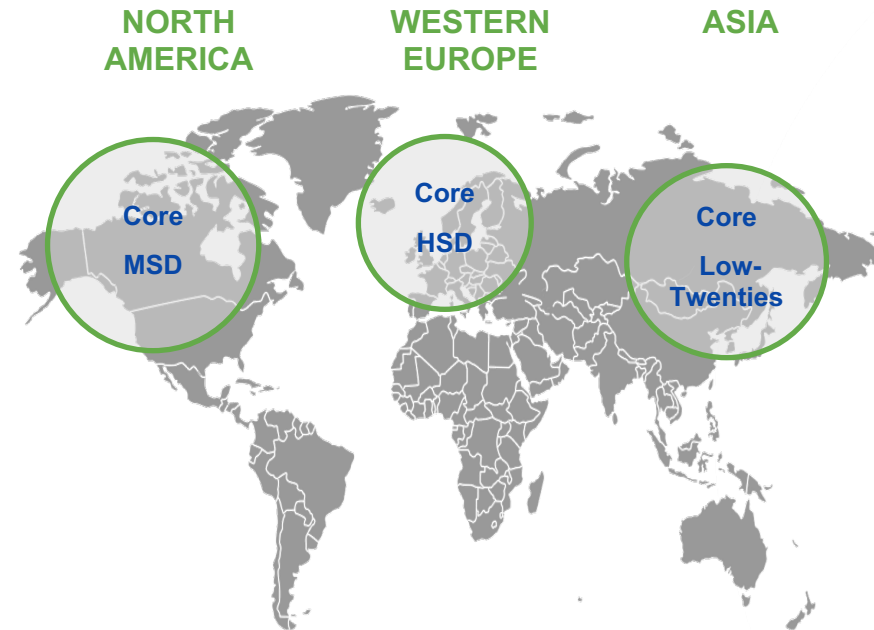 NORTH
AMERICA
WESTERN
EUROPE
ASIA
Core
MSD
Core
HSD
Core
Low-
Twenties